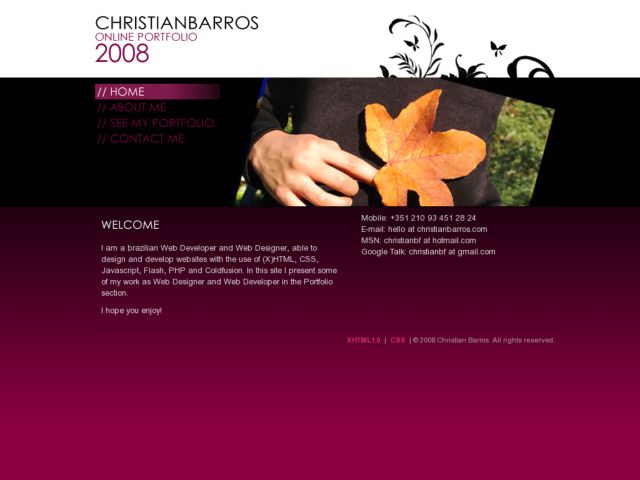 CHRISTIANBARROS
ONLINE PORTFOLIO
2008
// HOME
// ABOUT ME
// SEE MY PORTFOLIO
// CONTACT ME
WELCOME
I am a brazilian Web Developer and Web Designer, able to
design and develop websites with the use of (X)HTML, CSS,
Javascript, Flash, PHP and Coldfusion. In this site I present some
of my work as Web Designer and Web Developer in the Portfolio
section.
I hope you enjoy!
Mobile: +351 210 93 451 28 24
E-mail: hello at christianbarros.com
MSN: christianbf at hotmail.com
Google Talk: christianbf at gmail.com
XHTML1.0 | CSS | © 2008 Christian Barros. All rights reserved.